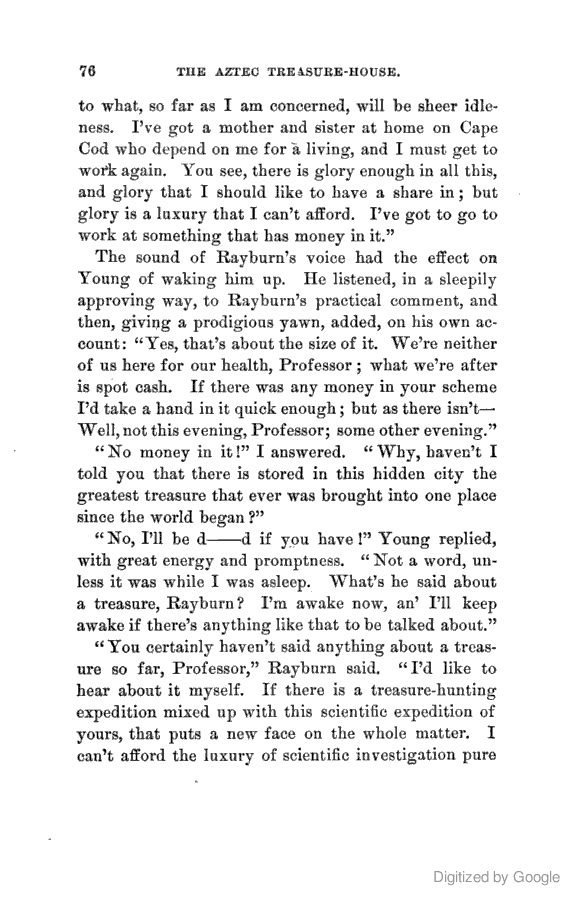 76 THE AZTEC TREASURE-HOUSE.
to what, so far as I am concerned, will be sheer idle-
ness. I've got a mother and sister at home on Cape
Cod who depend on me for a living, and I must get to
work again. You see, there is glory enough in all this,
and glory that I should like to have a share in; but
glory is a luxury that I can't afford. I've got to go to
work at something that has money in it."
The sound of Rayburn's voice had the effect on
Young of waking him up. He listened, in a sleepily
approving way, to Rayburn's practical comment, and
then, giving a prodigious yawn, added, on his own ac-
count: "Yes, that's about the size of it. We're neither
of us here for our health, Professor; what we're after
is spot cash. If there was any money in your scheme
I'd take a hand in it quick enough; but as there isn't—
Well, not this evening, Professor; some other evening."
"No money in it!" I answered. "Why, haven't I
told you that there is stored in this hidden city the
greatest treasure that ever was brought into one place
since the world began?"
"No, I'll be d——d if you have!" Young replied,
with great energy and promptness. "Not a word, un-
less it was while I was asleep. What's he said about
a treasure, Rayburn? I'm awake now, an' I'll keep
awake if there's anything like that to be talked about."
"You certainly haven't said anything about a treas-
ure so far, Professor," Rayburn said. "I'd like to
hear about it myself. If there is a treasure-hunting
expedition mixed up with this scientific expedition of
yours, that puts a new face on the whole matter. I
can't afford the luxury of scientific investigation pure
Digitized by Google